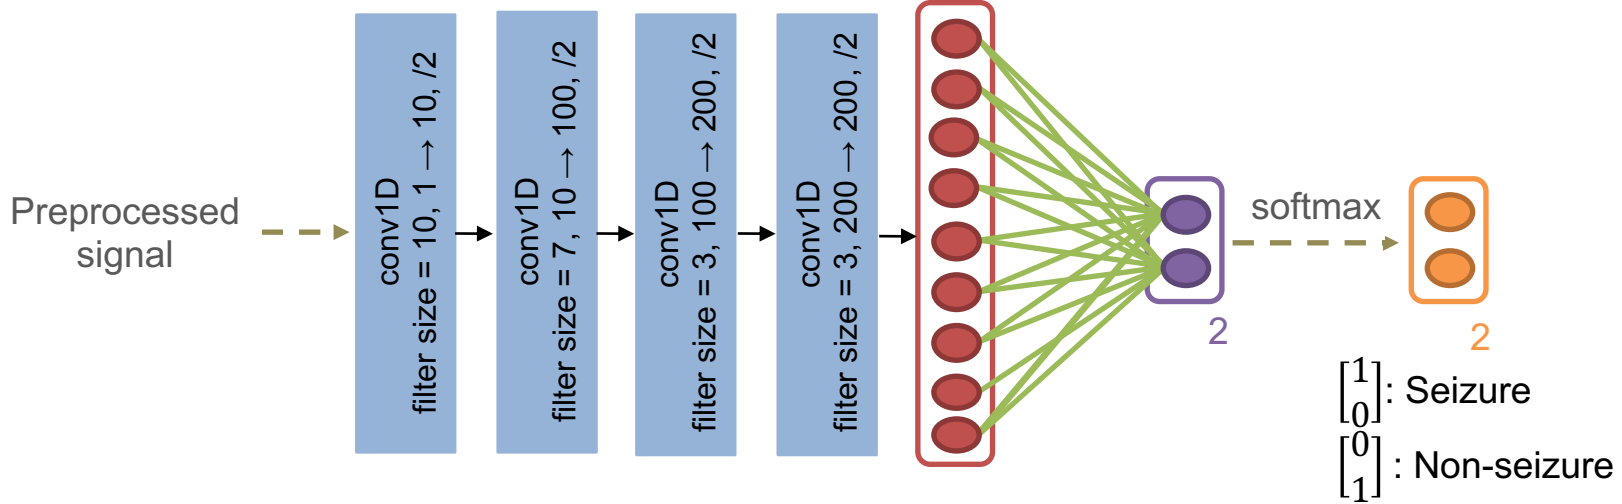 Preprocessed
signal
conv1D
filter size = 10, 1 → 10, /2
conv1D
filter size = 7, 10 → 100, /2
conv1D
filter size = 3, 100 → 200, /2
conv1D
filter size = 3, 200 → 200, /2
2
softmax
2
[1 0]: Seizure
[0 1] : Non-seizure